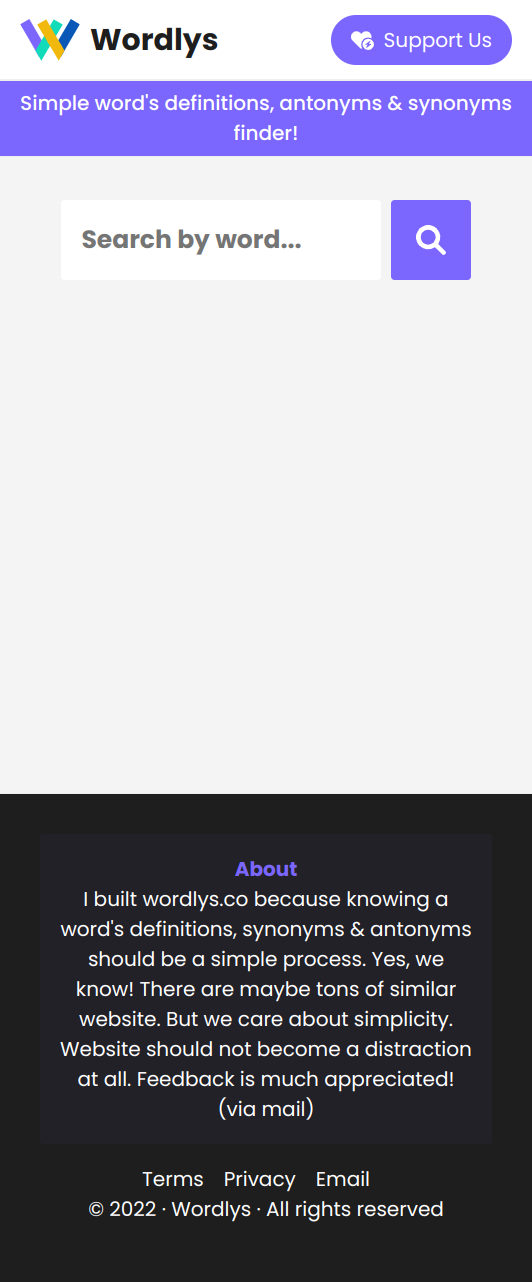 Wordlys
Support Us
Simple word's definitions, antonyms & synonyms
finder!
Search by word...
About
I built wordlys.co because knowing a
word's definitions, synonyms & antonyms
should be a simple process. Yes, we
know! There are maybe tons of similar
website. But we care about simplicity.
Website should not become a distraction
at all. Feedback is much appreciated!
(via mail)
Terms Privacy Email
© 2022 · Wordlys · All rights reserved